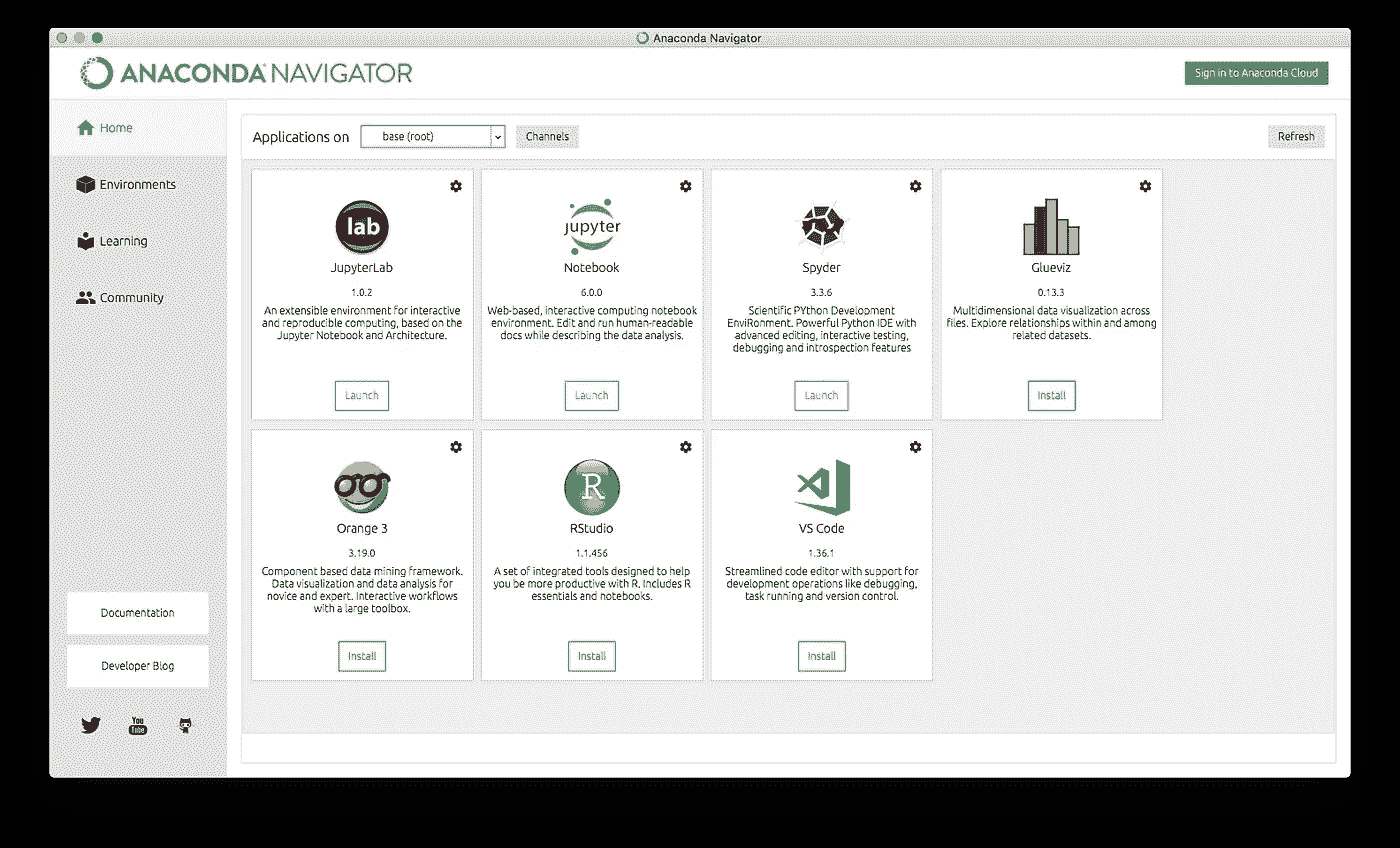 Anaconda Navigator
ANACONDA NAVIGATOR
Sign in to Anaconda Cloud
Home
Environments
Learning
Community
Documentation
Developer Blog
You
Tube
Applications on
base (root)
Channels
Refresh
lab
JupyterLab
1.0.2
An extensible environment for interactive
and reproducible computing, based on the
Jupyter Notebook and Architecture.
Launch
jupyter
Notebook
6.0.0
Web-based, interactive computing notebook
environment. Edit and run human-readable
docs while describing the data analysis.
Launch
Spyder
3.3.6
Scientific PYthon Development
EnviRonment. Powerful Python IDE with
advanced editing, interactive testing,
debugging and introspection features
Launch
Glueviz
0.13.3
Multidimensional data visualization across
files. Explore relationships within and among
related datasets.
Install
Orange 3
3.19.0
Component based data mining framework.
Data visualization and data analysis for
novice and expert. Interactive workflows
with a large toolbox.
Install
R
RStudio
1.1.456
A set of integrated tools designed to help
you be more productive with R. Includes R
essentials and notebooks.
Install
VS Code
1.36.1
Streamlined code editor with support for
development operations like debugging,
task running and version control.
Install